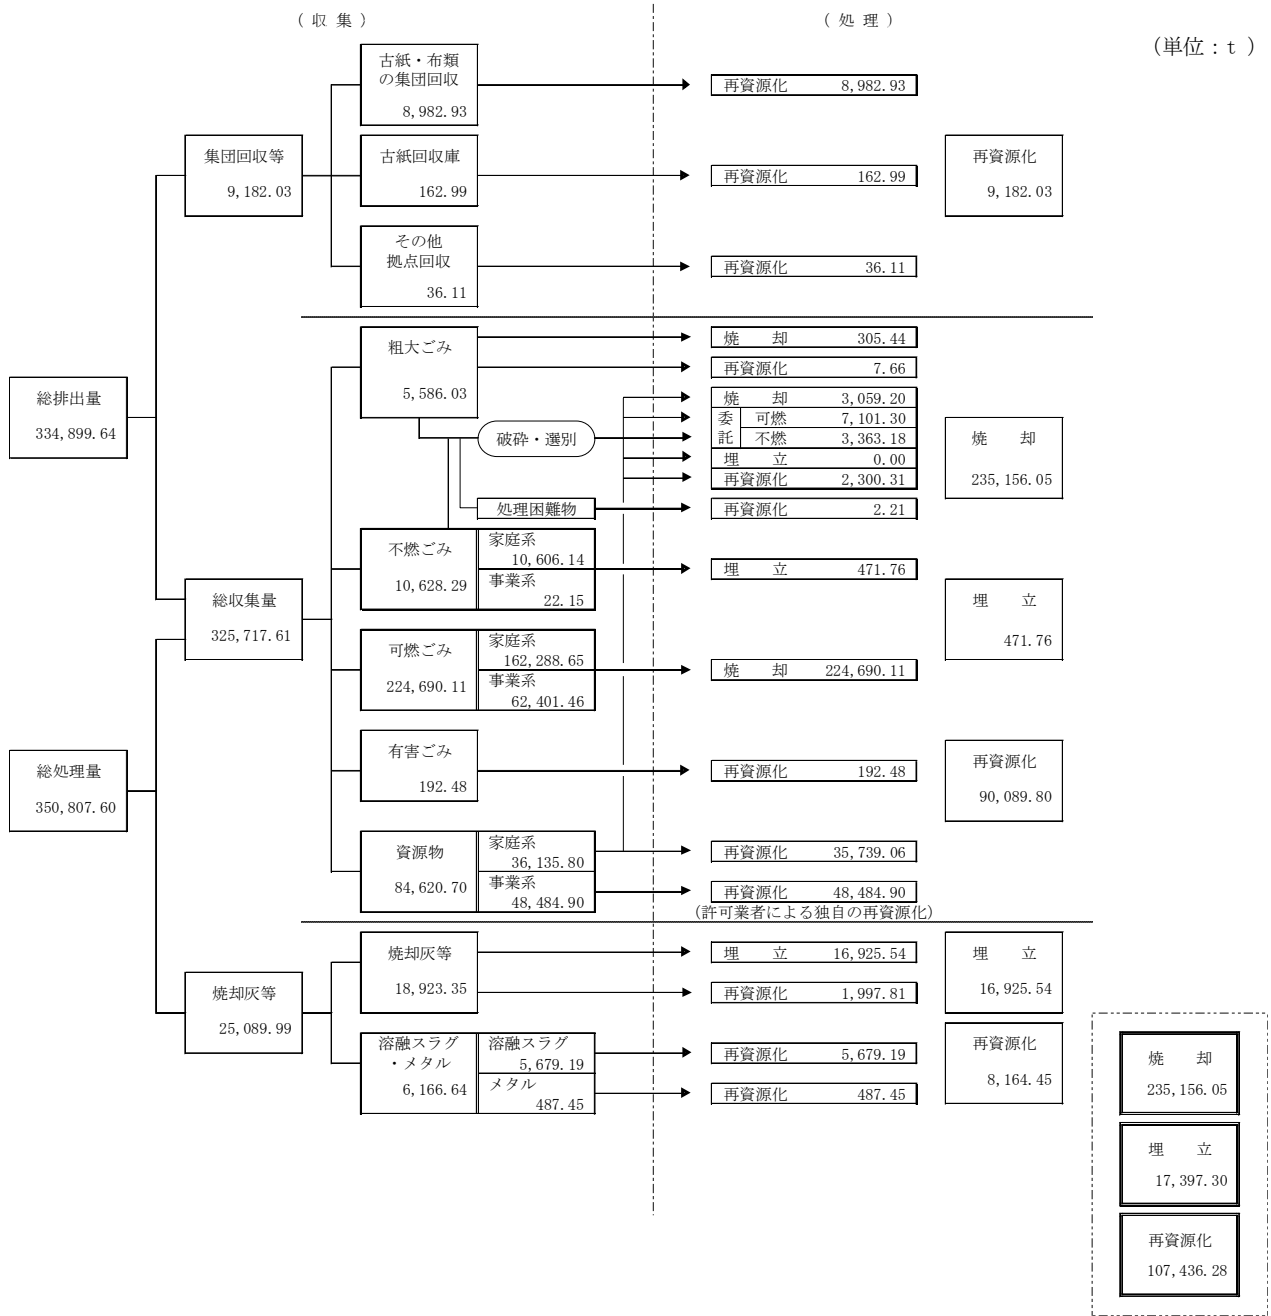 (収集)
(処理)
(単位:t)
古紙・布類
の集団回収
8,982.93
再資源化 8,982.93
集団回収等
9,182.03
古紙回収庫
162.99
再資源化 162.99
再資源化
9,182.03
その他
拠点回収
36.11
再資源化 36.11
粗大ごみ
5,586.03
焼 却 305.44
再資源化 7.66
総排出量
334,899.64
破砕・選別
焼 却 3,059.20
委託
可燃 7,101.30
不燃 3,363.18
埋 立 0.00
再資源化 2,300.31
焼 却
235,156.05
処理困難物
再資源化 2.21
不燃ごみ
10,628.29
家庭系
10,606.14
事業系
22.15
埋 立 471.76
総収集量
325,717.61
埋 立
471.76
可燃ごみ
224,690.11
家庭系
162,288.65
事業系
62,401.46
焼 却 224,690.11
総処理量
350,807.60
有害ごみ
192.48
再資源化 192.48
再資源化
90,089.80
資源物
84,620.70
家庭系
36,135.80
事業系
48,484.90
再資源化 35,739.06
再資源化 48,484.90
(許可業者による独自の再資源化)
焼却灰等
25,089.99
焼却灰等
18,923.35
埋 立 16,925.54
再資源化 1,997.81
埋 立
16,925.54
溶融スラグ
・メタル
6,166.64
溶融スラグ
5,679.19
メタル
487.45
再資源化 5,679.19
再資源化 487.45
再資源化
8,164.45
焼 却
235,156.05
埋 立
17,397.30
再資源化
107,436.28